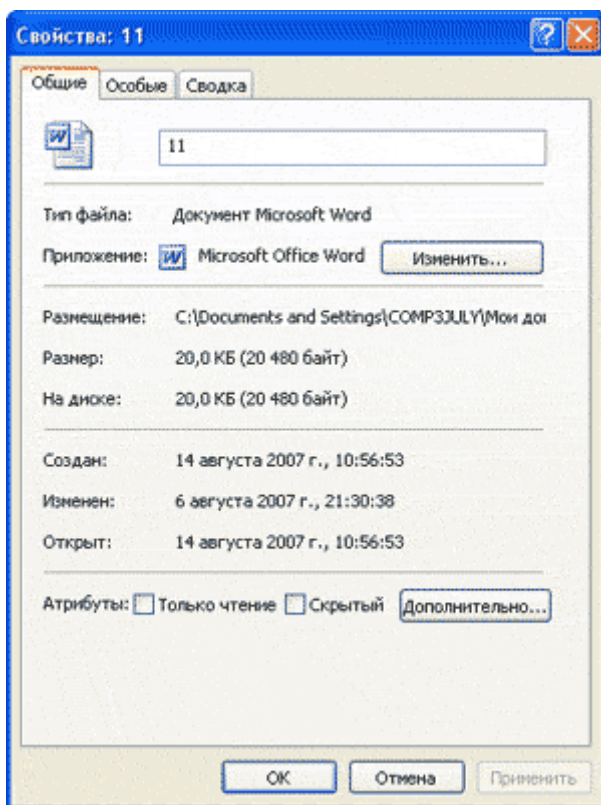 Свойства: 11
Общие Особые Сводка
11
Тип файла: Документ Microsoft Word
Приложение: Microsoft Office Word Изменить...
Размещение: C:\Documents and Settings\COMP3JULY\Мои
Размер: 20,0 КБ (20 480 байт)
На диске: 20,0 КБ (20 480 байт)
Создан: 14 августа 2007 г., 10:56:53
Изменен: 6 августа 2007 г., 21:30:38
Открыт: 14 августа 2007 г., 10:56:53
Атрибуты: Только чтение Скрытый Дополнительно...
ОК Отмена Применить